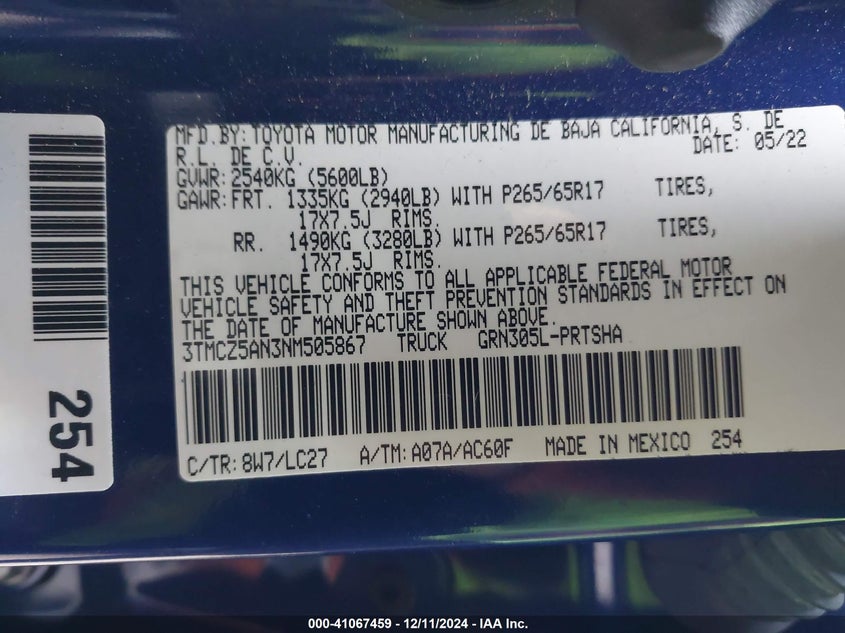 MFD.BY:TOYOTA MOTOR MANUFACTURING DE BAJA CALIFORNIA, S. DE
R.L. DE C.V. DATE: 05/22
GVWR:2540KG (5600LB)
GAWR:FRT. 1335KG (2940LB) WITH P265/65R17 TIRES,
17X7.5J RIMS.
RR. 1490KG (3280LB) WITH P265/65R17 TIRES,
17X7.5J RIMS.
THIS VEHICLE CONFORMS TO ALL APPLICABLE FEDERAL MOTOR
VEHICLE SAFETY AND THEFT PREVENTION STANDARDS IN EFFECT ON
THE DATE OF MANUFACTURE SHOWN ABOVE.
3TMCZ5AN3NM505867 TRUCK GRN305L-PRTSHA
C/TR:8W7/LC27 A/TM:A07A/AC60F MADE IN MEXICO 254
254
000-41067459 - 12/11/2024 - IAA Inc.